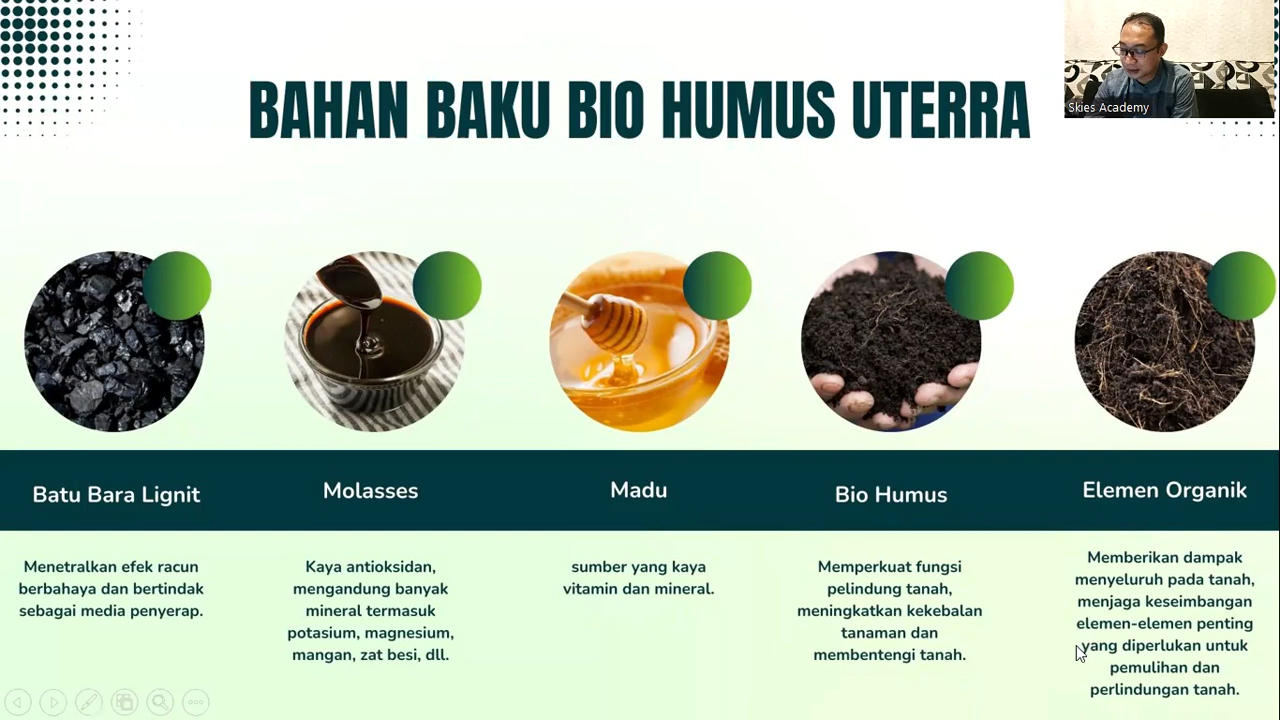 BAHAN BAKU BIO HUMUS UTERRA
Skies Academy
Batu Bara Lignit
Molasses
Madu
Bio Humus
Elemen Organik
Menetralkan efek racun
berbahaya dan bertindak
sebagai media penyerap.
Kaya antioksidan,
mengandung banyak
mineral termasuk
potasium, magnesium,
mangan, zat besi, dll.
sumber yang kaya
vitamin dan mineral.
Memperkuat fungsi
pelindung tanah,
meningkatkan kekebalan
tanaman dan
membentengi tanah.
Memberikan dampak
menyeluruh pada tanah,
menjaga keseimbangan
elemen-elemen penting
yang diperlukan untuk
pemulihan dan
perlindungan tanah.